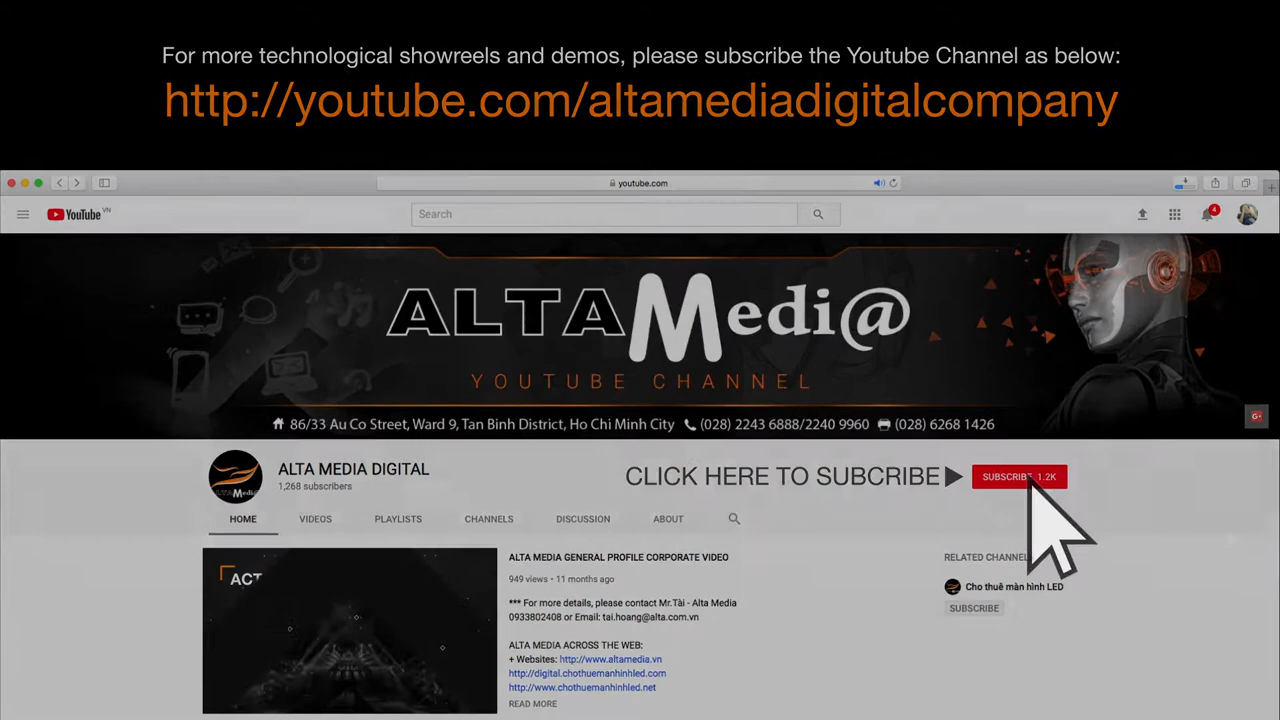 For more technological showreels and demos, please subscribe the Youtube Channel as below:
http://youtube.com/altamediadigitalcompany
youtube.com
YouTube VN
Search
4
ALTAMedi@
YOUTUBE CHANNEL
86/33 Au Co Street, Ward 9, Tan Binh District, Ho Chi Minh City (028) 2243 6888/2240 9960 (028) 6268 1426
G+
ALTA MEDIA DIGITAL
1,268 subscribers
ALTAMedi@
CLICK HERE TO SUBCRIBE
SUBSCRIBE 1.2K
HOME VIDEOS PLAYLISTS CHANNELS DISCUSSION ABOUT
ACT
ALTA MEDIA GENERAL PROFILE CORPORATE VIDEO
949 views • 11 months ago
*** For more details, please contact Mr.Tài - Alta Media
0933802408 or Email: tai.hoang@alta.com.vn
ALTA MEDIA ACROSS THE WEB:
+ Websites: http://www.altamedia.vn
http://digital.chothuemanhinhled.com
http://www.chothuemanhinhled.net
READ MORE
RELATED CHANNEL
Cho thuê màn hình LED
SUBSCRIBE